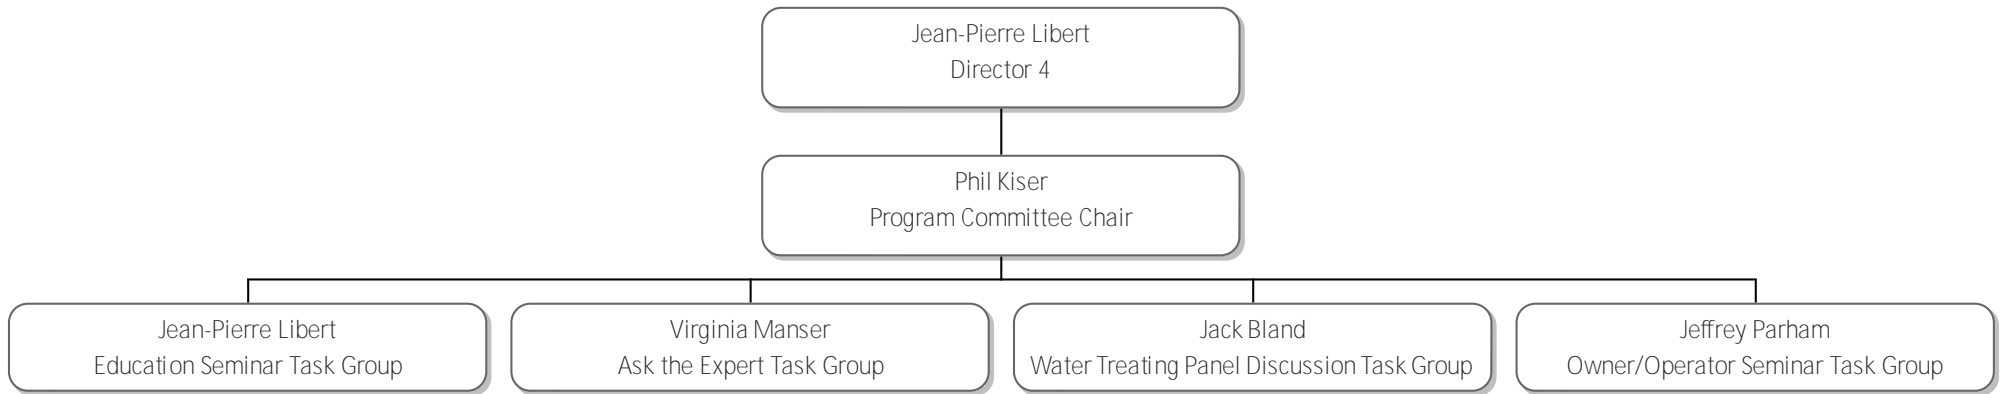 Jean-Pierre Libert
Director 4
Phil Kiser
Program Committee Chair
Jean-Pierre Libert
Education Seminar Task Group
Virginia Manser
Ask the Expert Task Group
Jack Bland
Water Treating Panel Discussion Task Group
Jeffrey Parham
Owner/Operator Seminar Task Group